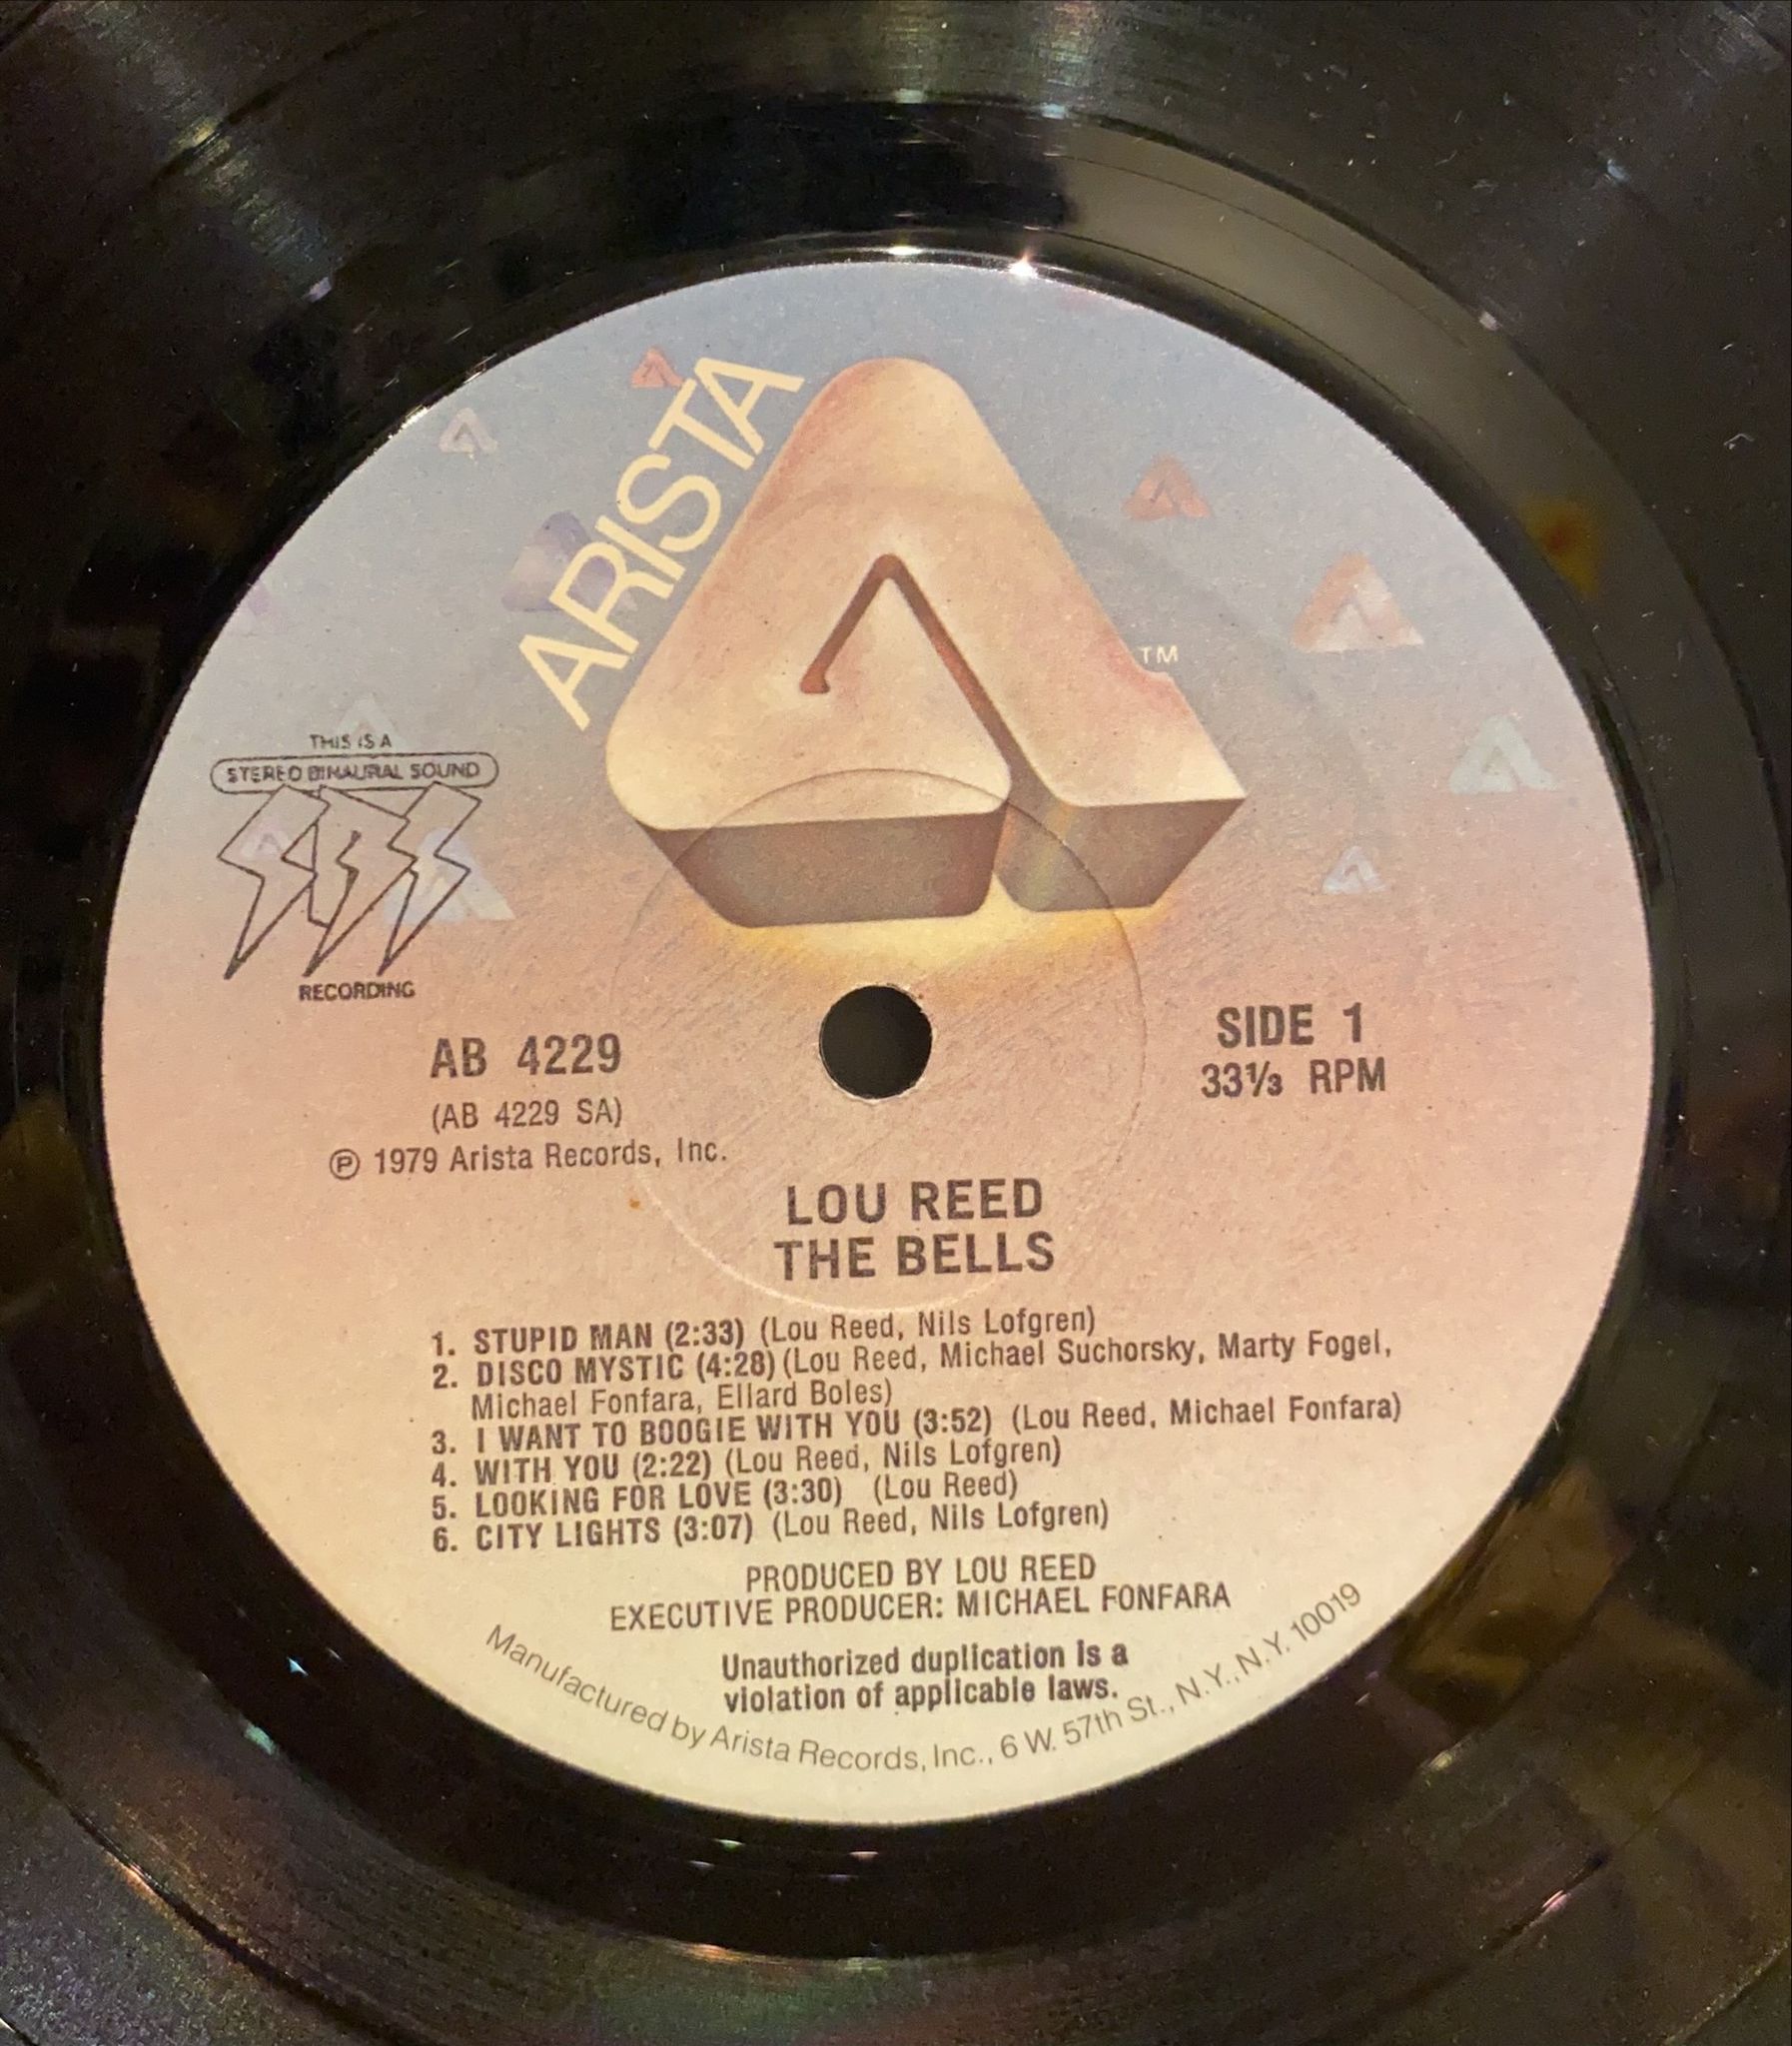 ARISTA
TM
THIS IS A
STEREO BINAURAL SOUND
RECORDING
AB 4229
(AB 4229 SA)
℗ 1979 Arista Records, Inc.
SIDE 1
33⅓ RPM
LOU REED
THE BELLS
1. STUPID MAN (2:33) (Lou Reed, Nils Lofgren)
2. DISCO MYSTIC (4:28) (Lou Reed, Michael Suchorsky, Marty Fogel,
Michael Fonfara, Ellard Boles)
3. I WANT TO BOOGIE WITH YOU (3:52) (Lou Reed, Michael Fonfara)
4. WITH YOU (2:22) (Lou Reed, Nils Lofgren)
5. LOOKING FOR LOVE (3:30) (Lou Reed)
6. CITY LIGHTS (3:07) (Lou Reed, Nils Lofgren)
PRODUCED BY LOU REED
EXECUTIVE PRODUCER: MICHAEL FONFARA
Unauthorized duplication is a
violation of applicable laws.
Manufactured by Arista Records, Inc., 6 W. 57th St., N.Y., N.Y. 10019